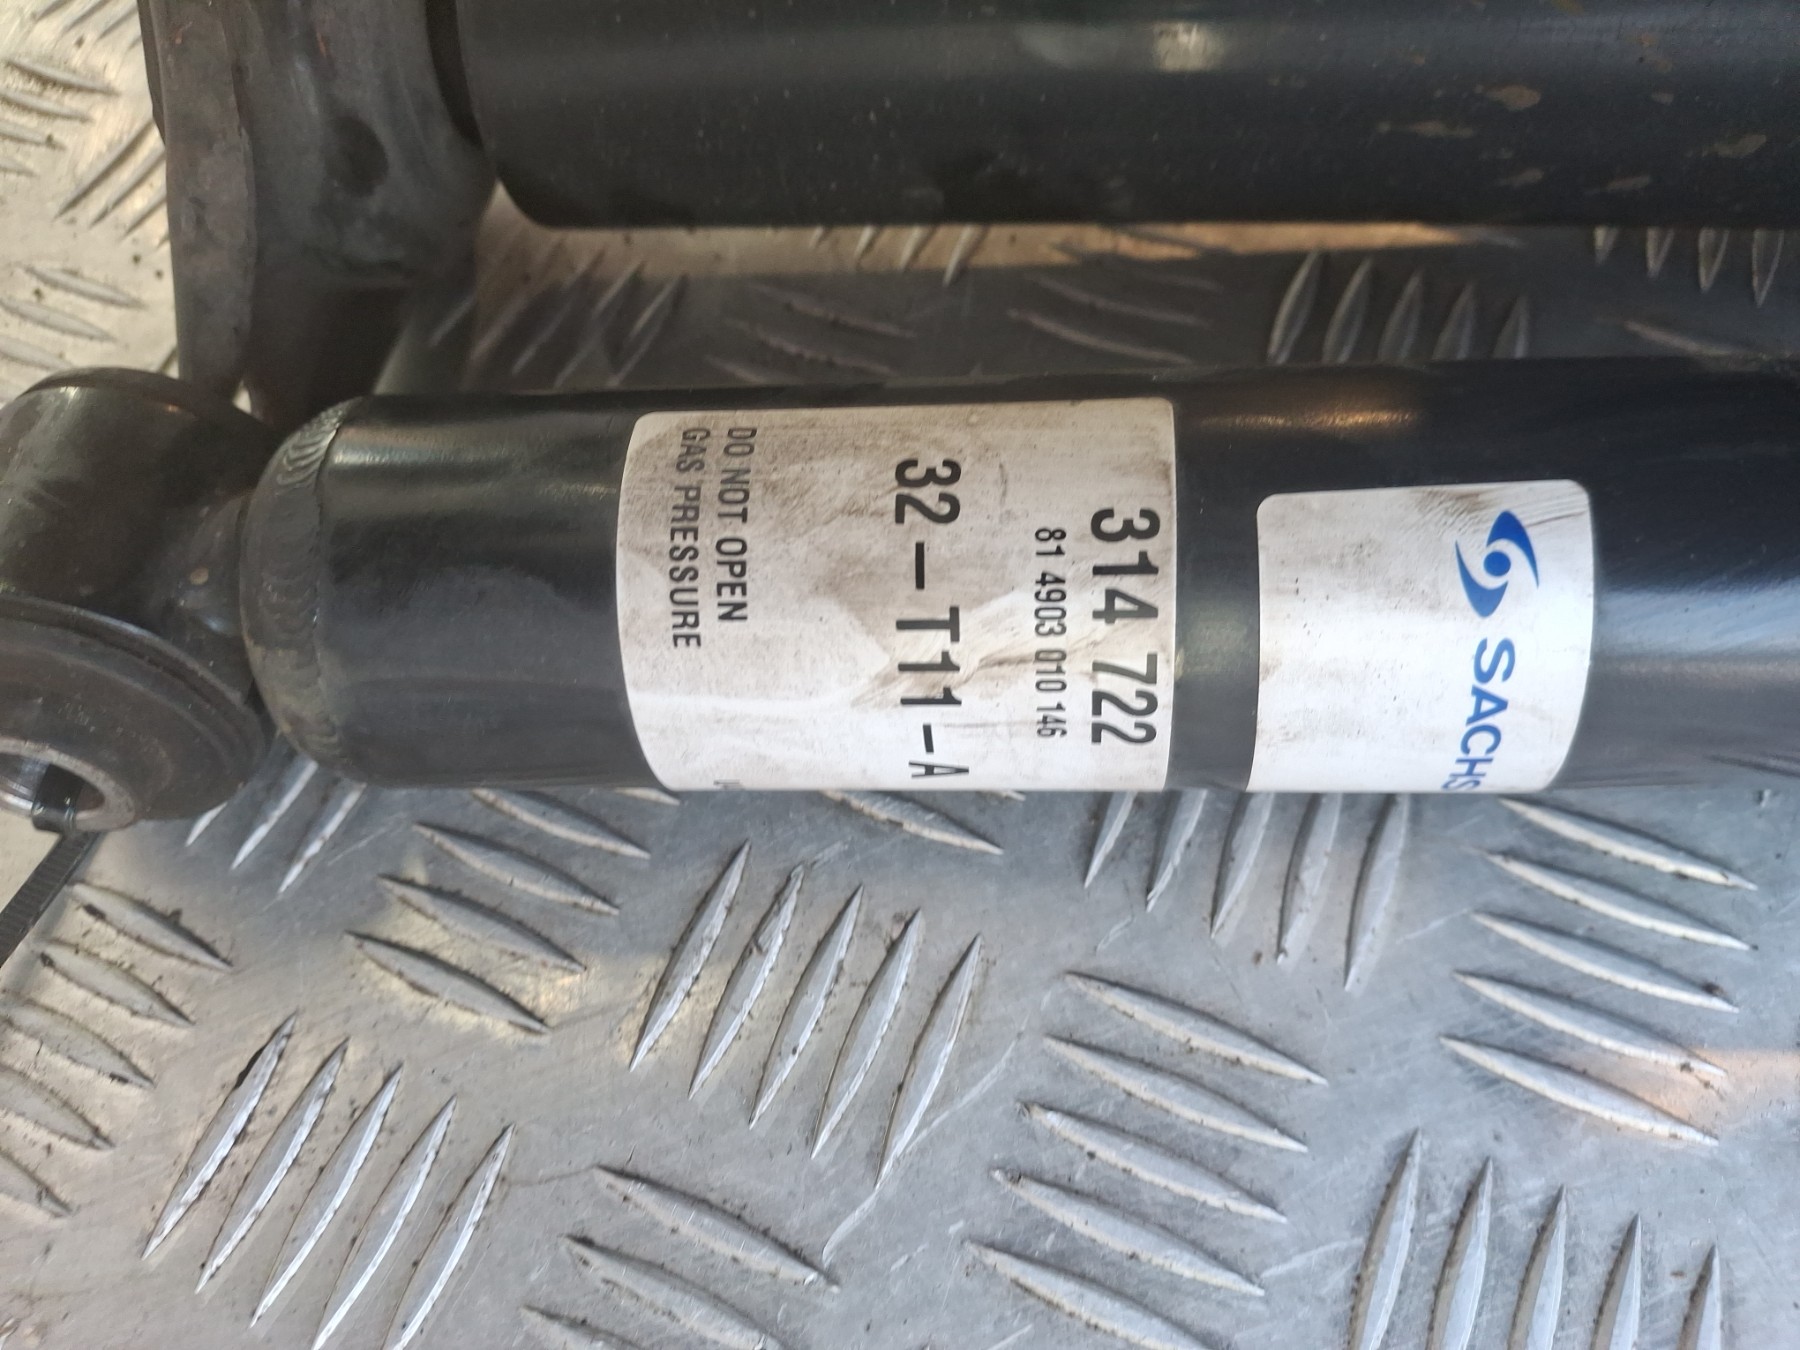 SACHS
314 722
81 4903 010 146
32-T11-A
DO NOT OPEN
GAS PRESSURE